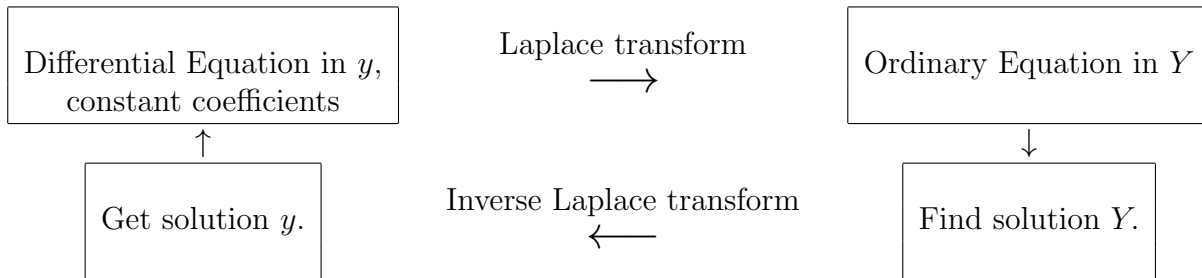 Laplace transform
Differential Equation in y,
constant coefficients
⟶
Ordinary Equation in Y
↑
↓
Get solution y.
Inverse Laplace transform
⟵
Find solution Y.